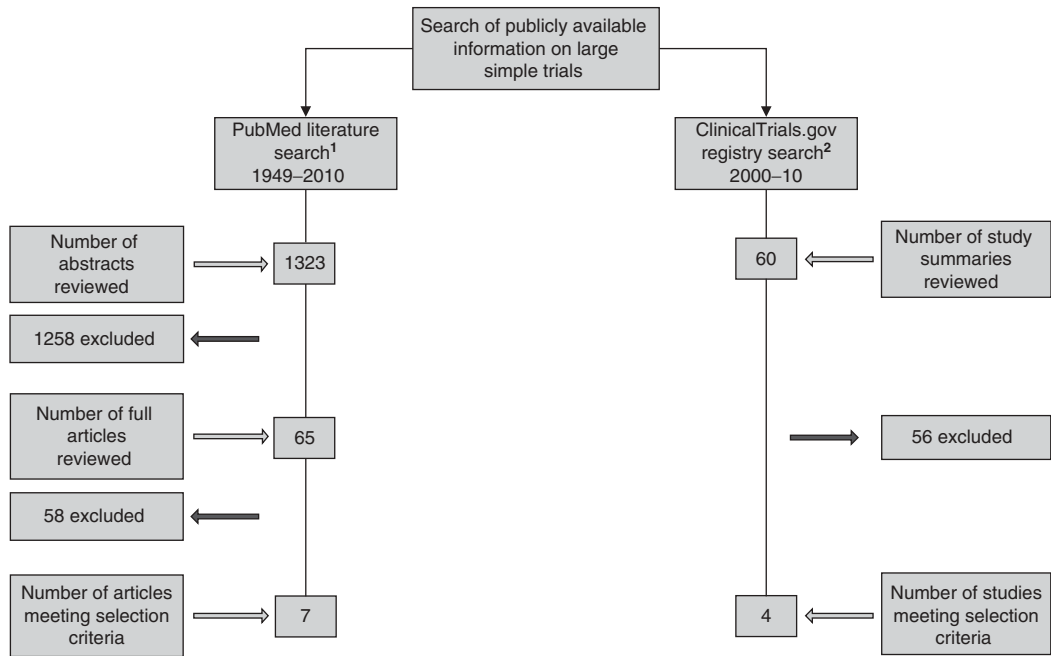 Search of publicly available
information on large
simple trials
PubMed literature
search1
1949–2010
ClinicalTrials.gov
registry search2
2000–10
Number of
abstracts
reviewed
1323
60
Number of study
summaries
reviewed
1258 excluded
Number of full
articles
reviewed
65
56 excluded
58 excluded
Number of articles
meeting selection
criteria
7
4
Number of studies
meeting selection
criteria